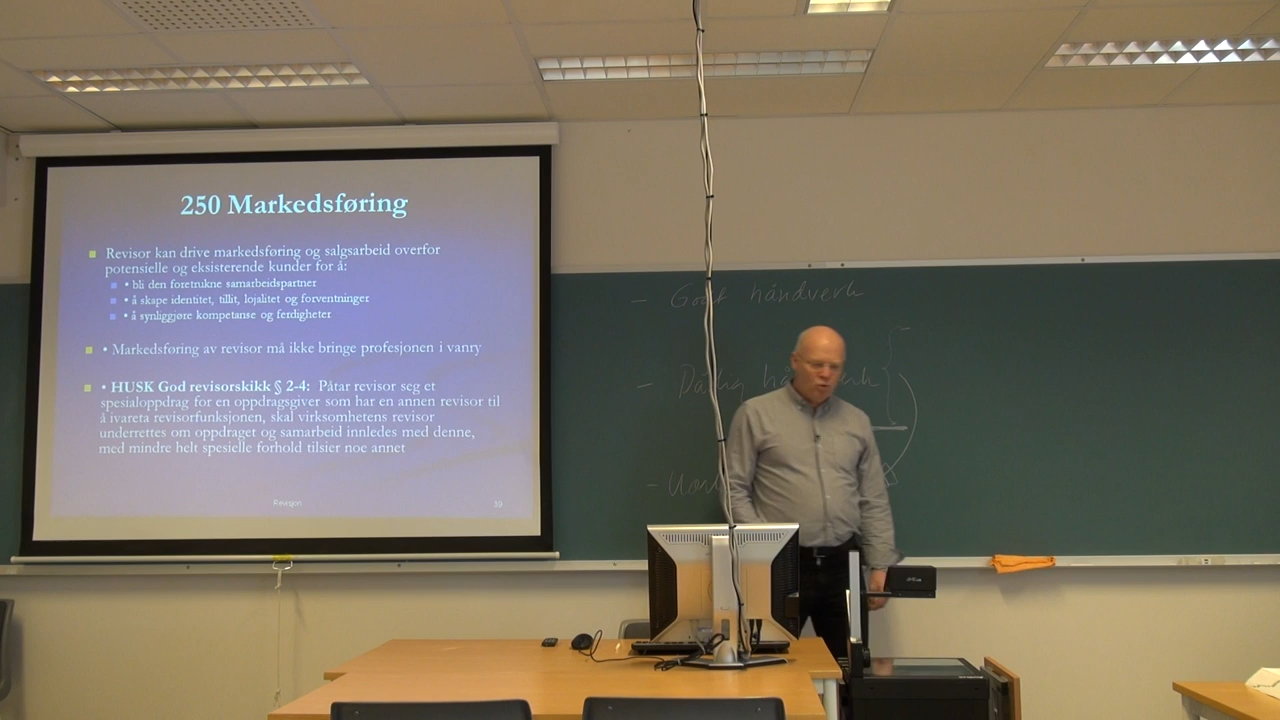 250 Markedsføring
Revisor kan drive markedsføring og salgsarbeid overfor
potensielle og eksisterende kunder for å:
• bli den foretrukne samarbeidspartner
• å skape identitet, tillit, lojalitet og forventninger
• å synliggjøre kompetanse og ferdigheter
• Markedsføring av revisor må ikke bringe profesjonen i vanry
• HUSK God revisorskikk § 2-4: Påtar revisor seg et
spesialoppdrag for en oppdragsgiver som har en annen revisor til
å ivareta revisorfunksjonen, skal virksomhetens revisor
underrettes om oppdraget og samarbeid innledes med denne,
med mindre helt spesielle forhold tilsier noe annet
Revisjon
39
- Godt håndverk
- Dårlig
-